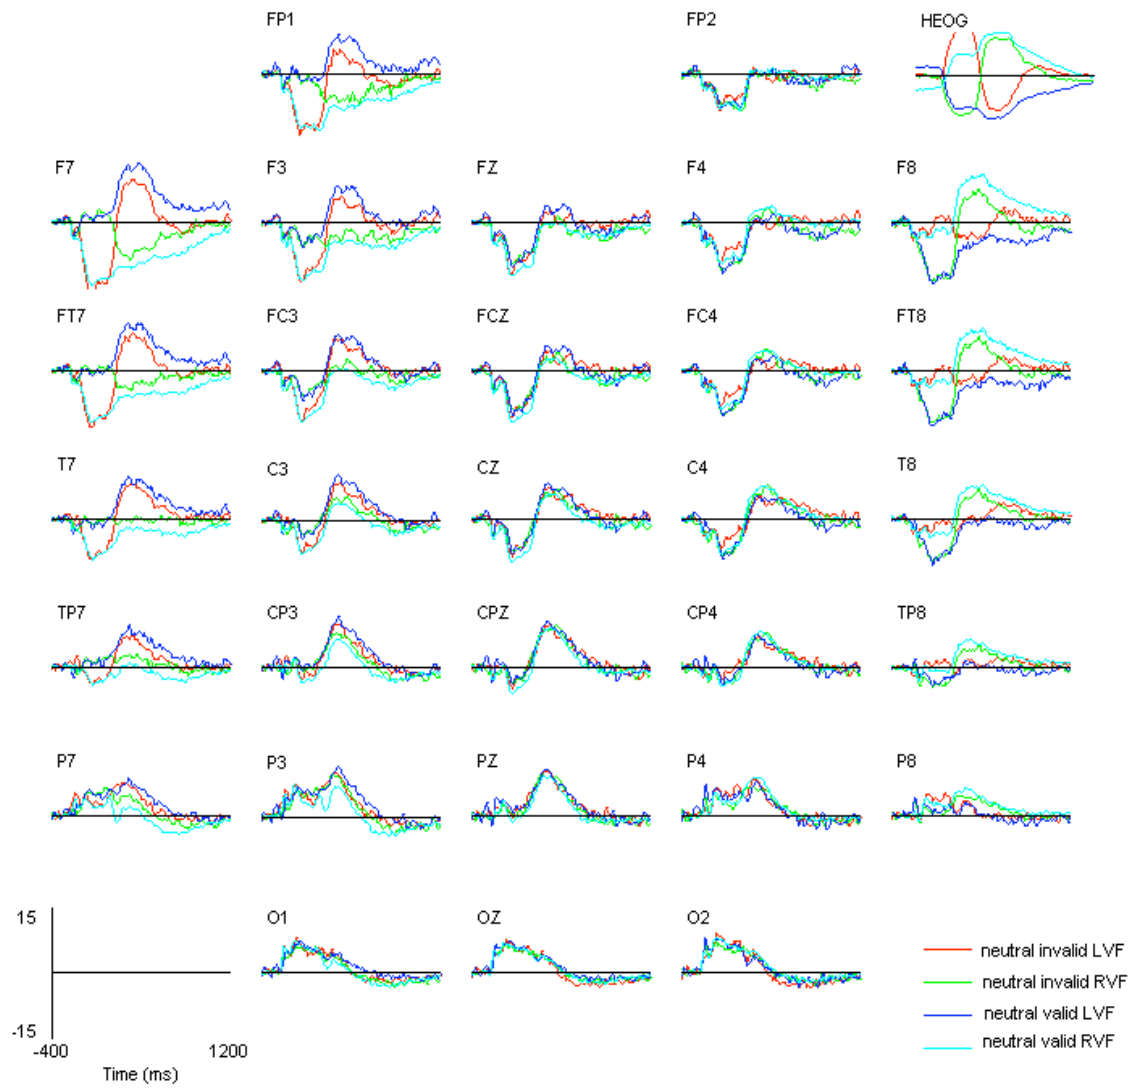 FP1 FP2 HEOG
F7 F3 FZ F4 F8
FT7 FC3 FCZ FC4 FT8
T7 C3 CZ C4 T8
TP7 CP3 CPZ CP4 TP8
P7 P3 PZ P4 P8
15 O1 OZ O2
neutral invalid LVF
neutral invalid RVF
neutral valid LVF
-15
neutral valid RVF
-400 1200
Time (ms)